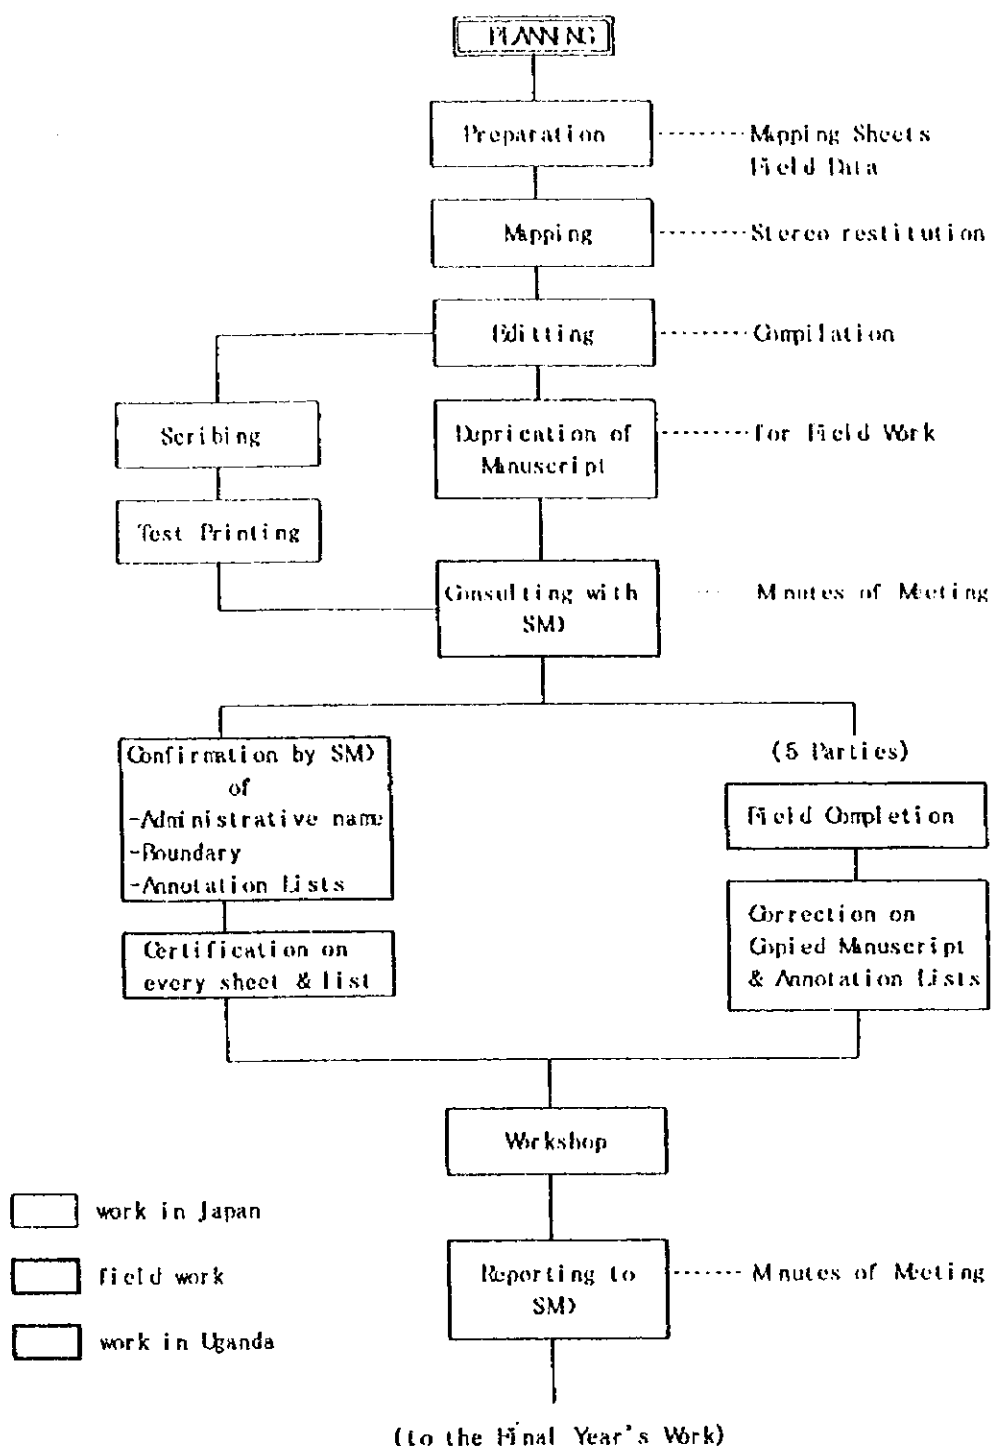 PLANNING
Preparation
Mapping Sheets
Field Data
Mapping
Stereo restitution
Editting
Compilation
Scribing
Duprication of
Manuscript
for Field Work
Test Printing
Consulting with
SMD
Minutes of Meeting
Confirmation by SMD
of
-Administrative name
-Boundary
-Annotation Lists
(5 Parties)
Field Completion
Certification on
every sheet & list
Correction on
Copied Manuscript
& Annotation Lists
Workshop
work in Japan
field work
work in Uganda
Reporting to
SMD
Minutes of Meeting
(to the Final Year's Work)